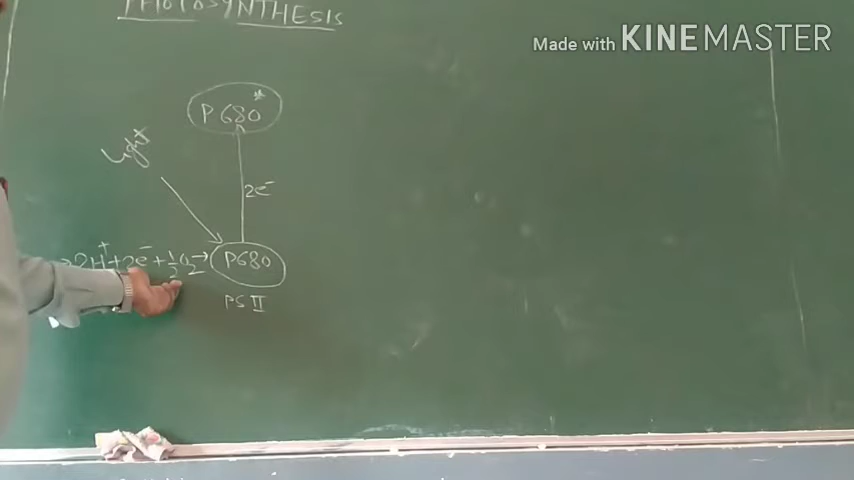 PHOTOSYNTHESIS
Made with KINEMASTER
P680*
Light
2e⁻
→2H⁺+2e⁻+½O₂→ P680
PS II